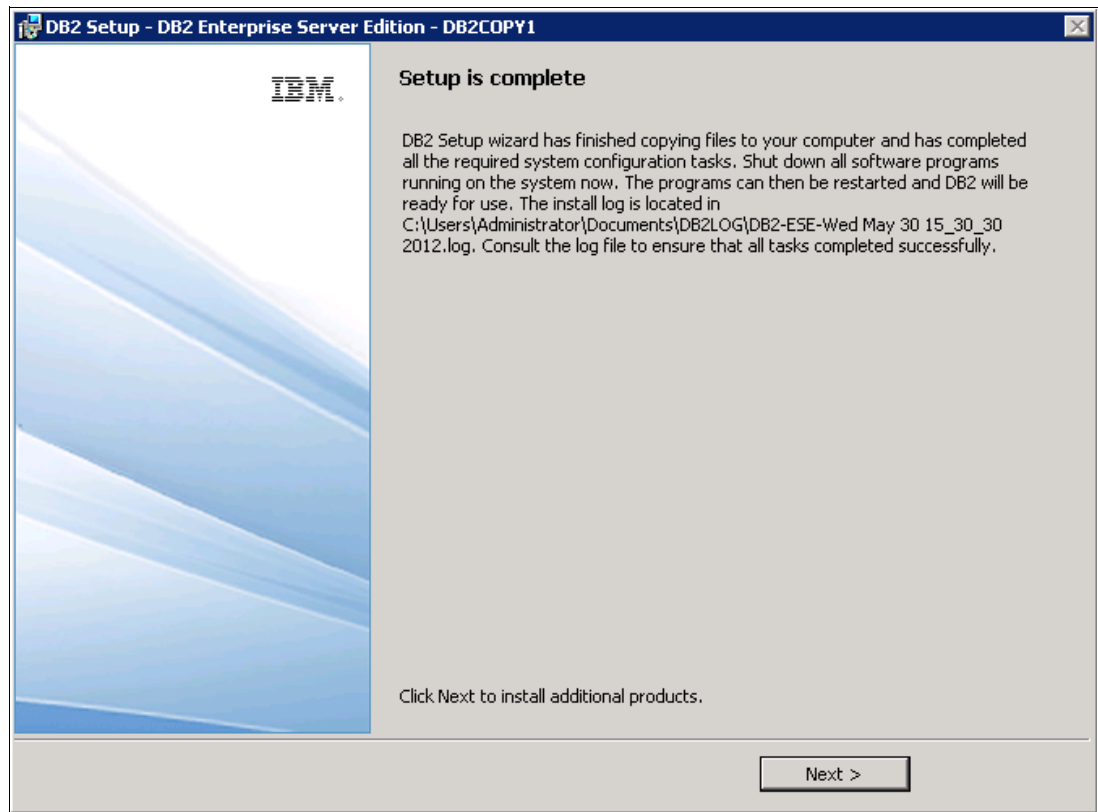 DB2 Setup - DB2 Enterprise Server Edition - DB2COPY1
IBM.
Setup is complete
DB2 Setup wizard has finished copying files to your computer and has completed
all the required system configuration tasks. Shut down all software programs
running on the system now. The programs can then be restarted and DB2 will be
ready for use. The install log is located in
C:\Users\Administrator\Documents\DB2LOG\DB2-ESE-Wed May 30 15_30_30
2012.log. Consult the log file to ensure that all tasks completed successfully.
Click Next to install additional products.
Next >